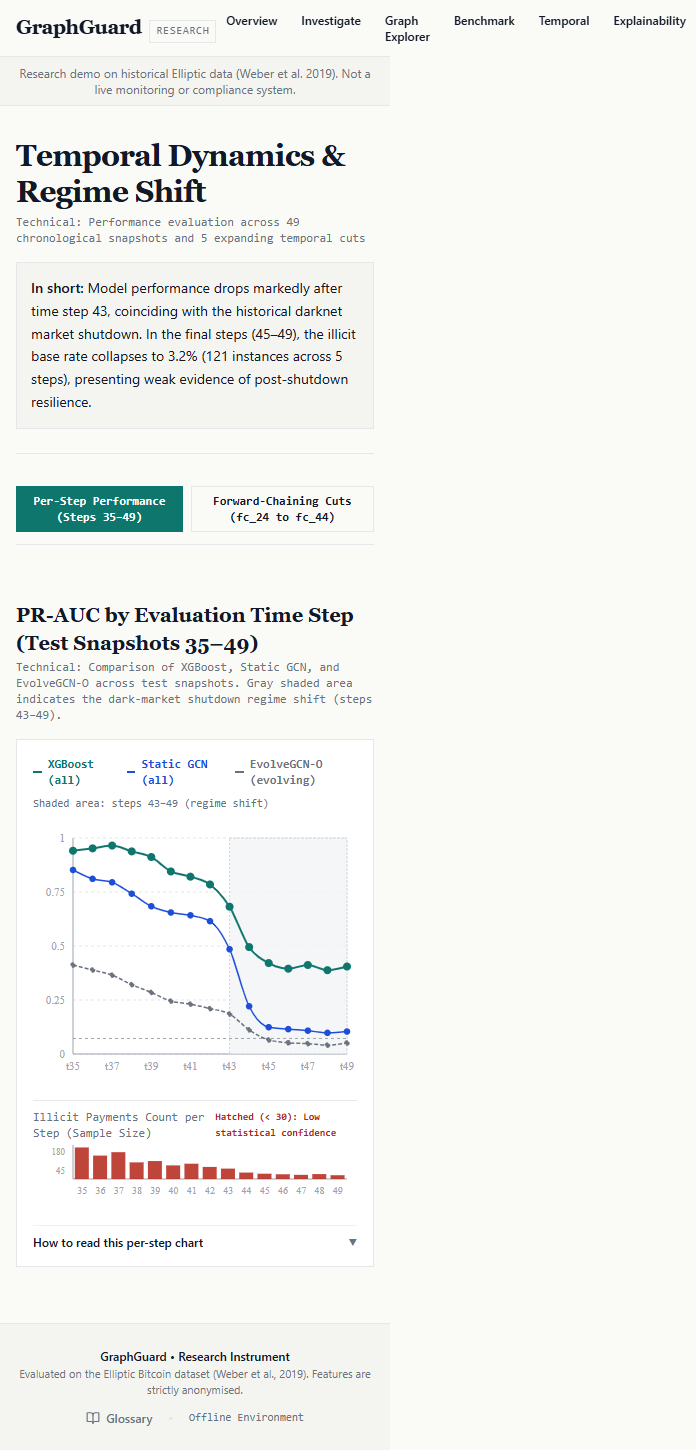 GraphGuard RESEARCH Overview Investigate Graph Explorer Benchmark Temporal Explainability
Research demo on historical Elliptic data (Weber et al. 2019). Not a
live monitoring or compliance system.
Temporal Dynamics &
Regime Shift
Technical: Performance evaluation across 49
chronological snapshots and 5 expanding temporal cuts
In short: Model performance drops markedly after
time step 43, coinciding with the historical darknet
market shutdown. In the final steps (45–49), the illicit
base rate collapses to 3.2% (121 instances across 5
steps), presenting weak evidence of post-shutdown
resilience.
Per-Step Performance
(Steps 35–49)
Forward-Chaining Cuts
(fc_24 to fc_44)
PR-AUC by Evaluation Time Step
(Test Snapshots 35–49)
Technical: Comparison of XGBoost, Static GCN, and
EvolveGCN-O across test snapshots. Gray shaded area
indicates the dark-market shutdown regime shift (steps
43–49).
XGBoost
(all)
Static GCN
(all)
EvolveGCN-O
(evolving)
Shaded area: steps 43–49 (regime shift)
1
0.75
0.5
0.25
0
t35 t37 t39 t41 t43 t45 t47 t49
Illicit Payments Count per
Step (Sample Size)
Hatched (< 30): Low
statistical confidence
180
45
35 36 37 38 39 40 41 42 43 44 45 46 47 48 49
How to read this per-step chart ▼
GraphGuard • Research Instrument
Evaluated on the Elliptic Bitcoin dataset (Weber et al., 2019). Features are
strictly anonymised.
Glossary · Offline Environment